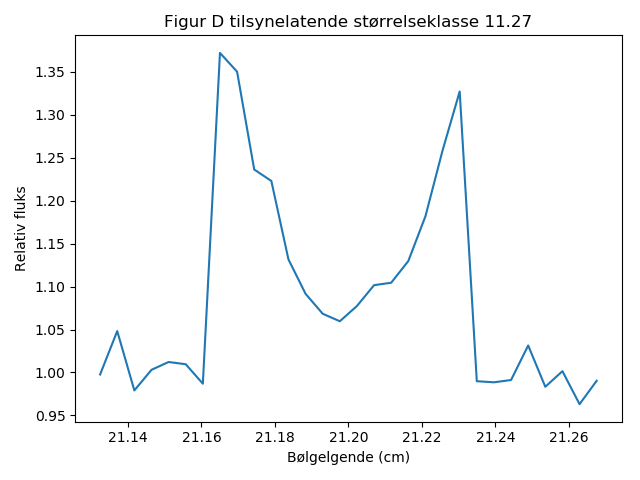 Figur D tilsynelatende størrelseklasse 11.27
1.35
1.30
1.25
1.20
1.15
1.10
1.05
1.00
0.95
Relativ fluks
21.14 21.16 21.18 21.20 21.22 21.24 21.26
Bølgelgende (cm)